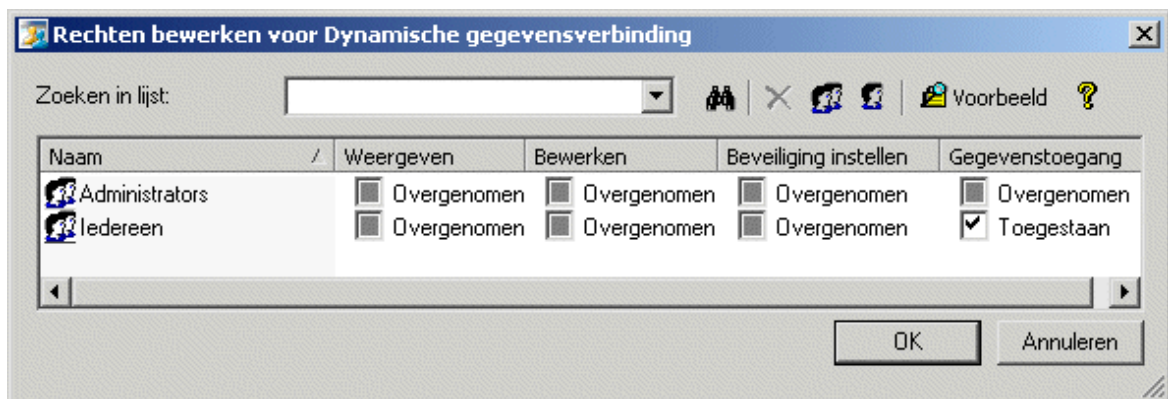 Rechten bewerken voor Dynamische gegevensverbinding
Zoeken in lijst: Voorbeeld
Naam Weergeven Bewerken Beveiliging instellen Gegevenstoegang
Administrators Overgenomen Overgenomen Overgenomen Overgenomen
Iedereen Overgenomen Overgenomen Overgenomen Toegestaan
OK Annuleren